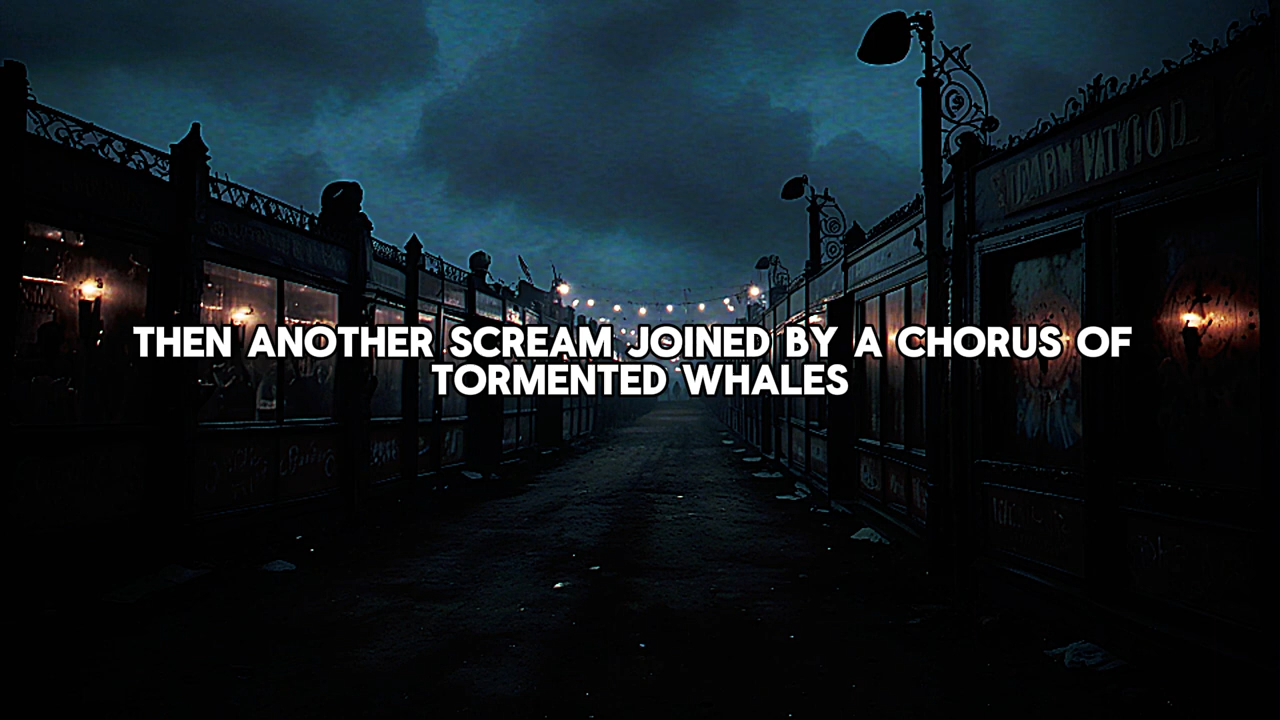 THEN ANOTHER SCREAM JOINED BY A CHORUS OF
TORMENTED WHALES